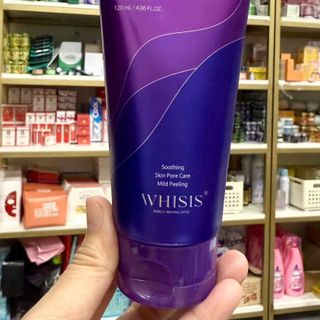 120 mL / 4.06 FL.OZ.
Soothing
Skin Pore Care
Mild Peeling
WHISIS®